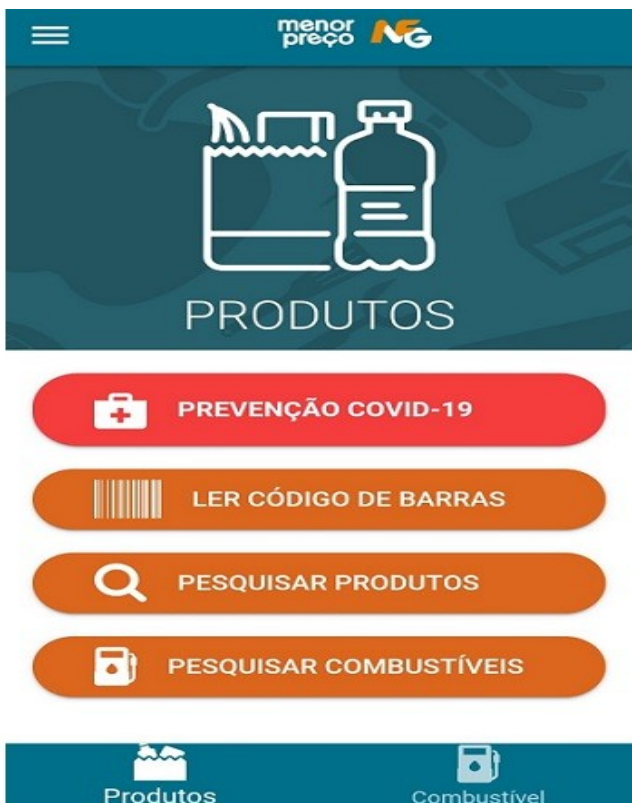 menor
preço NFG
PRODUTOS
PREVENÇÃO COVID-19
LER CÓDIGO DE BARRAS
PESQUISAR PRODUTOS
PESQUISAR COMBUSTÍVEIS
Produtos
Combustível